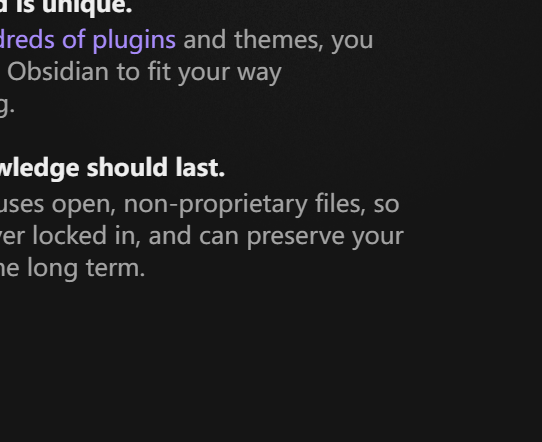 d is unique.
dreds of plugins and themes, you
Obsidian to fit your way
g.
wledge should last.
uses open, non-proprietary files, so
ver locked in, and can preserve your
he long term.